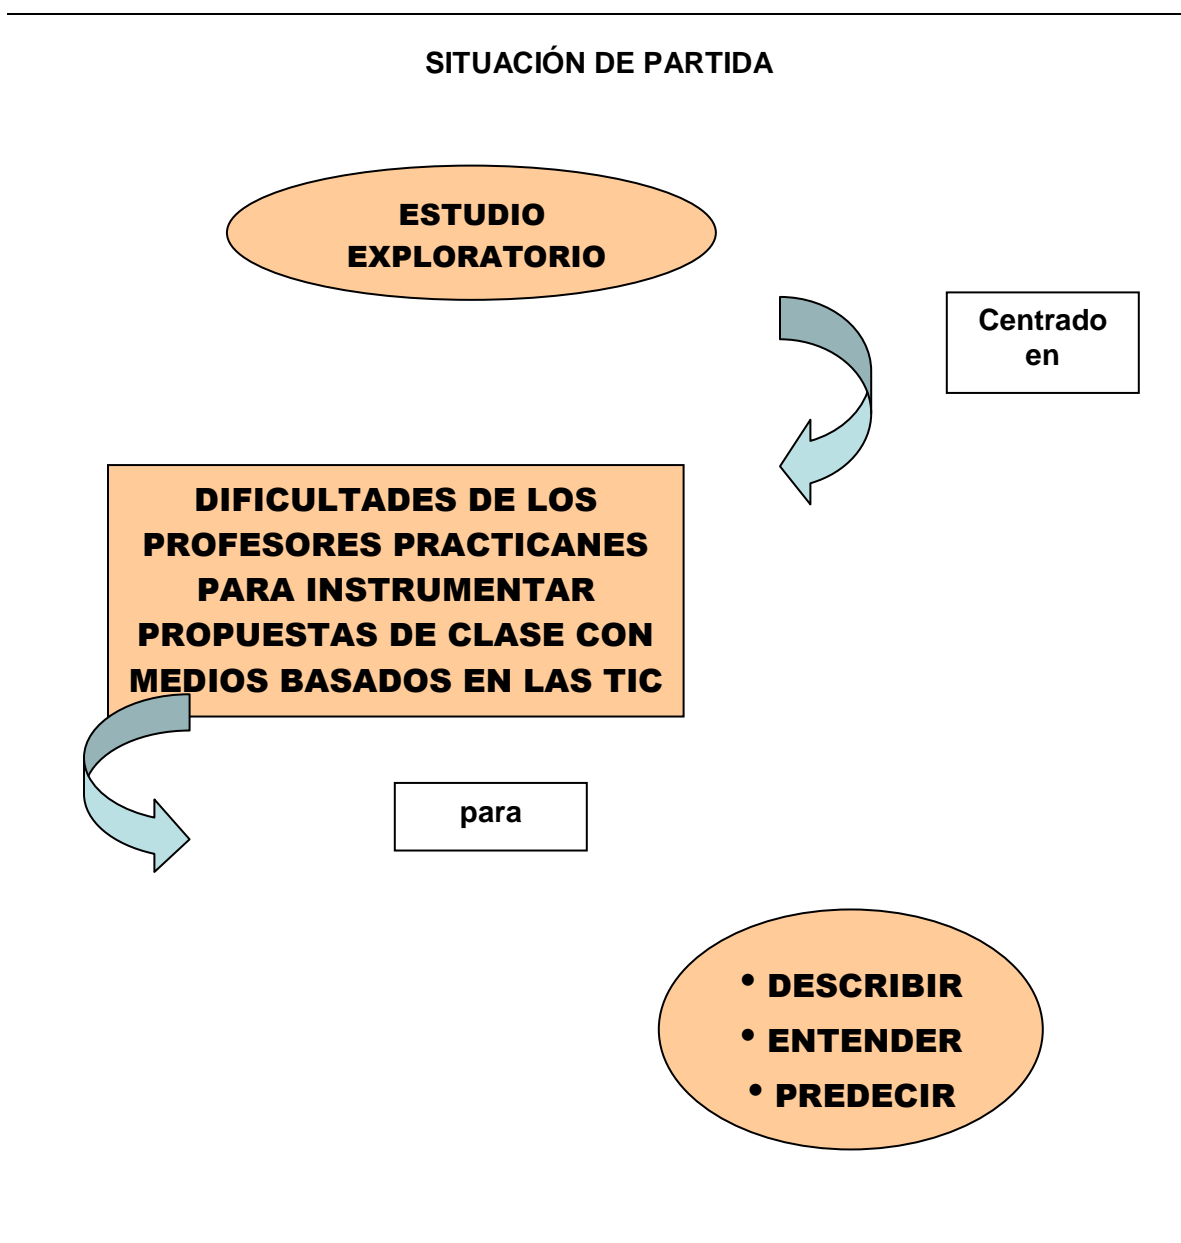 SITUACIÓN DE PARTIDA
ESTUDIO
EXPLORATORIO
Centrado
en
DIFICULTADES DE LOS
PROFESORES PRACTICANES
PARA INSTRUMENTAR
PROPUESTAS DE CLASE CON
MEDIOS BASADOS EN LAS TIC
para
• DESCRIBIR
• ENTENDER
• PREDECIR